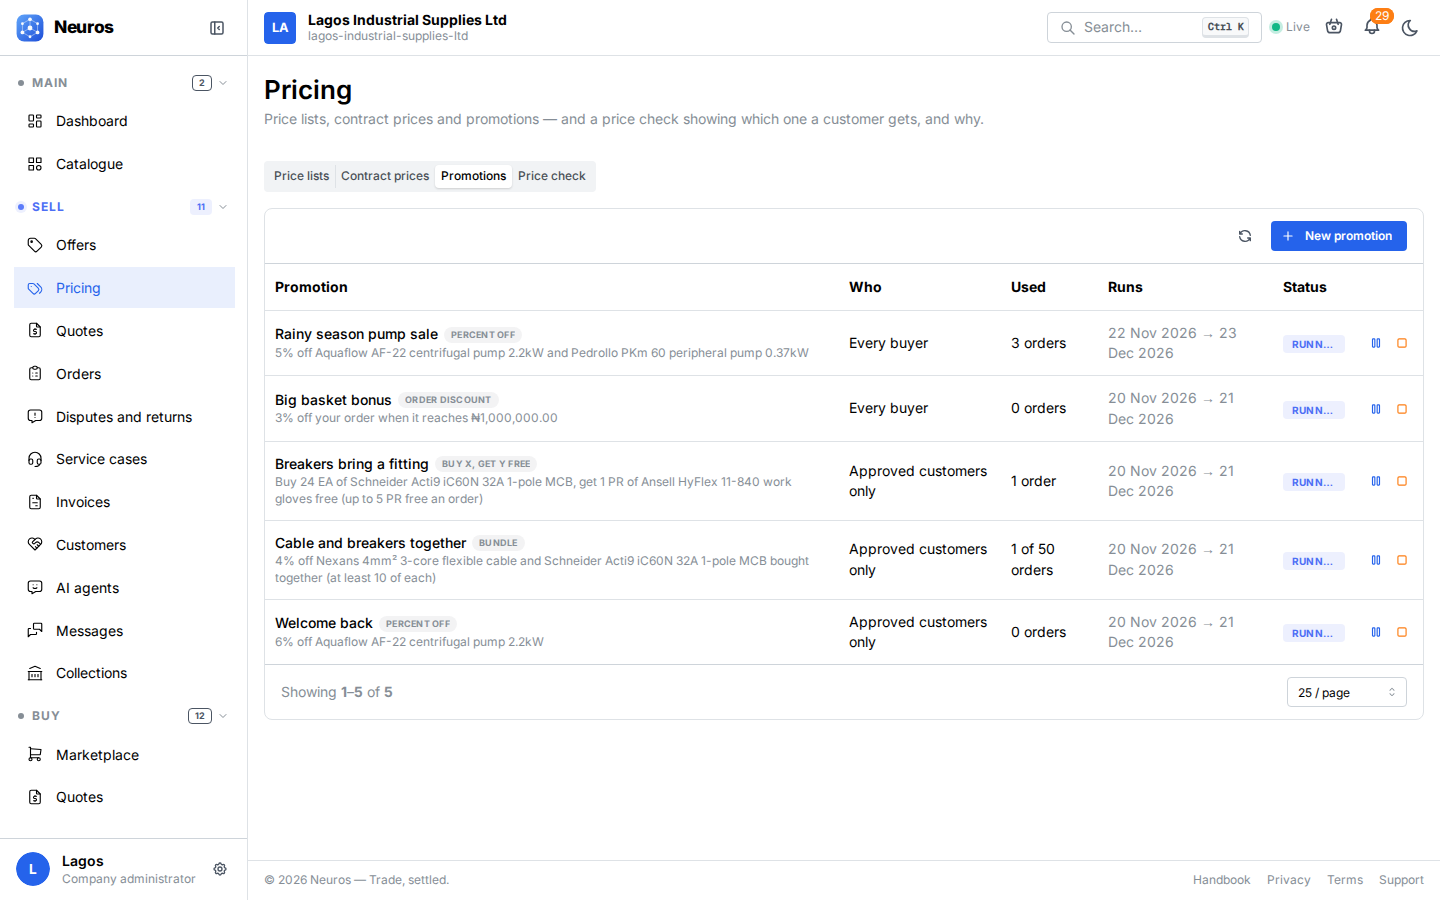 Neuros
LA
Lagos Industrial Supplies Ltd
lagos-industrial-supplies-ltd
Search...
Ctrl K
Live
29
MAIN
2
Dashboard
Catalogue
SELL
11
Offers
Pricing
Quotes
Orders
Disputes and returns
Service cases
Invoices
Customers
AI agents
Messages
Collections
BUY
12
Marketplace
Quotes
L
Lagos
Company administrator
Pricing
Price lists, contract prices and promotions — and a price check showing which one a customer gets, and why.
Price lists
Contract prices
Promotions
Price check
New promotion
Promotion
Who
Used
Runs
Status
Rainy season pump sale PERCENT OFF
5% off Aquaflow AF-22 centrifugal pump 2.2kW and Pedrollo PKm 60 peripheral pump 0.37kW
Every buyer
3 orders
22 Nov 2026 → 23
Dec 2026
RUNN...
Big basket bonus ORDER DISCOUNT
3% off your order when it reaches ₦1,000,000.00
Every buyer
0 orders
20 Nov 2026 → 21
Dec 2026
RUNN...
Breakers bring a fitting BUY X, GET Y FREE
Buy 24 EA of Schneider Acti9 iC60N 32A 1-pole MCB, get 1 PR of Ansell HyFlex 11-840 work
gloves free (up to 5 PR free an order)
Approved customers
only
1 order
20 Nov 2026 → 21
Dec 2026
RUNN...
Cable and breakers together BUNDLE
4% off Nexans 4mm² 3-core flexible cable and Schneider Acti9 iC60N 32A 1-pole MCB bought
together (at least 10 of each)
Approved customers
only
1 of 50
orders
20 Nov 2026 → 21
Dec 2026
RUNN...
Welcome back PERCENT OFF
6% off Aquaflow AF-22 centrifugal pump 2.2kW
Approved customers
only
0 orders
20 Nov 2026 → 21
Dec 2026
RUNN...
Showing 1–5 of 5
25 / page
© 2026 Neuros — Trade, settled.
Handbook
Privacy
Terms
Support